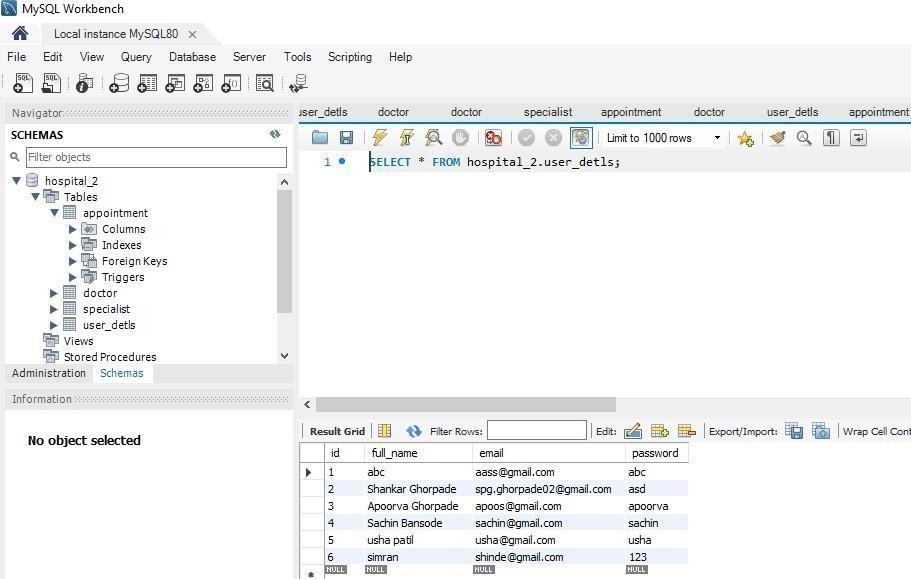 MySQL Workbench
Local instance MySQL80
File Edit View Query Database Server Tools Scripting Help
Navigator
SCHEMAS
Filter objects
hospital_2
Tables
appointment
Columns
Indexes
Foreign Keys
Triggers
doctor
specialist
user_detls
Views
Stored Procedures
Administration Schemas
Information
No object selected
user_detls doctor doctor specialist appointment doctor user_detls appointment
Limit to 1000 rows
1 SELECT * FROM hospital_2.user_detls;
Result Grid Filter Rows: Edit: Export/Import: Wrap Cell Cont
id full_name email password
1 abc aass@gmail.com abc
2 Shankar Ghorpade spg.ghorpade02@gmail.com asd
3 Apoorva Ghorpade apoos@gmail.com apoorva
4 Sachin Bansode sachin@gmail.com sachin
5 usha patil usha@gmail.com usha
6 simran shinde@gmail.com 123
NULL NULL NULL NULL